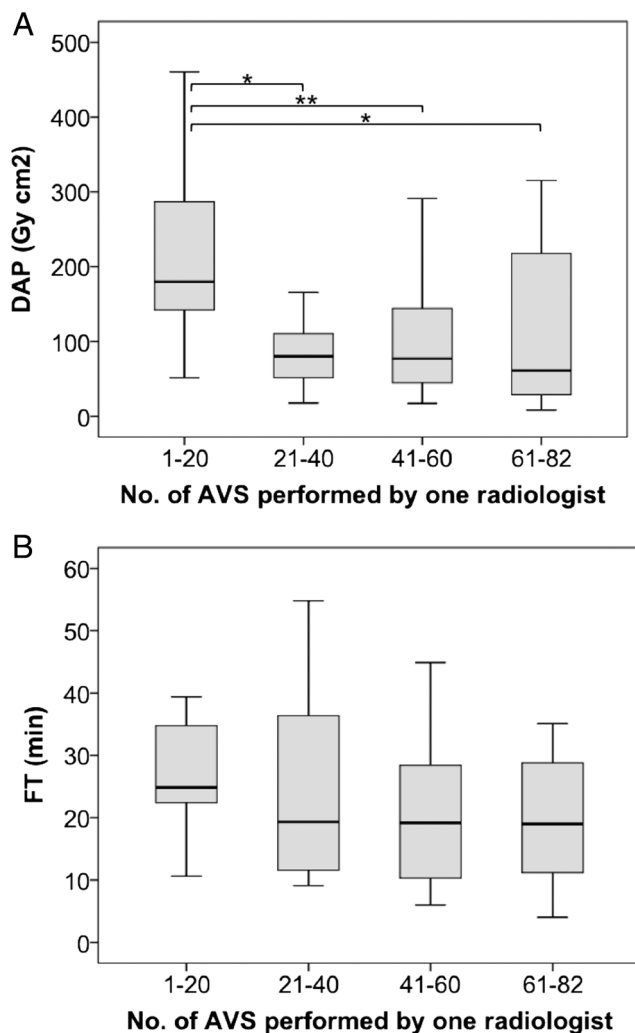 A
500
400
300
200
100
0
DAP (Gy cm2)
*
**
*
1-20 21-40 41-60 61-82
No. of AVS performed by one radiologist
B
60
50
40
30
20
10
0
FT (min)
1-20 21-40 41-60 61-82
No. of AVS performed by one radiologist